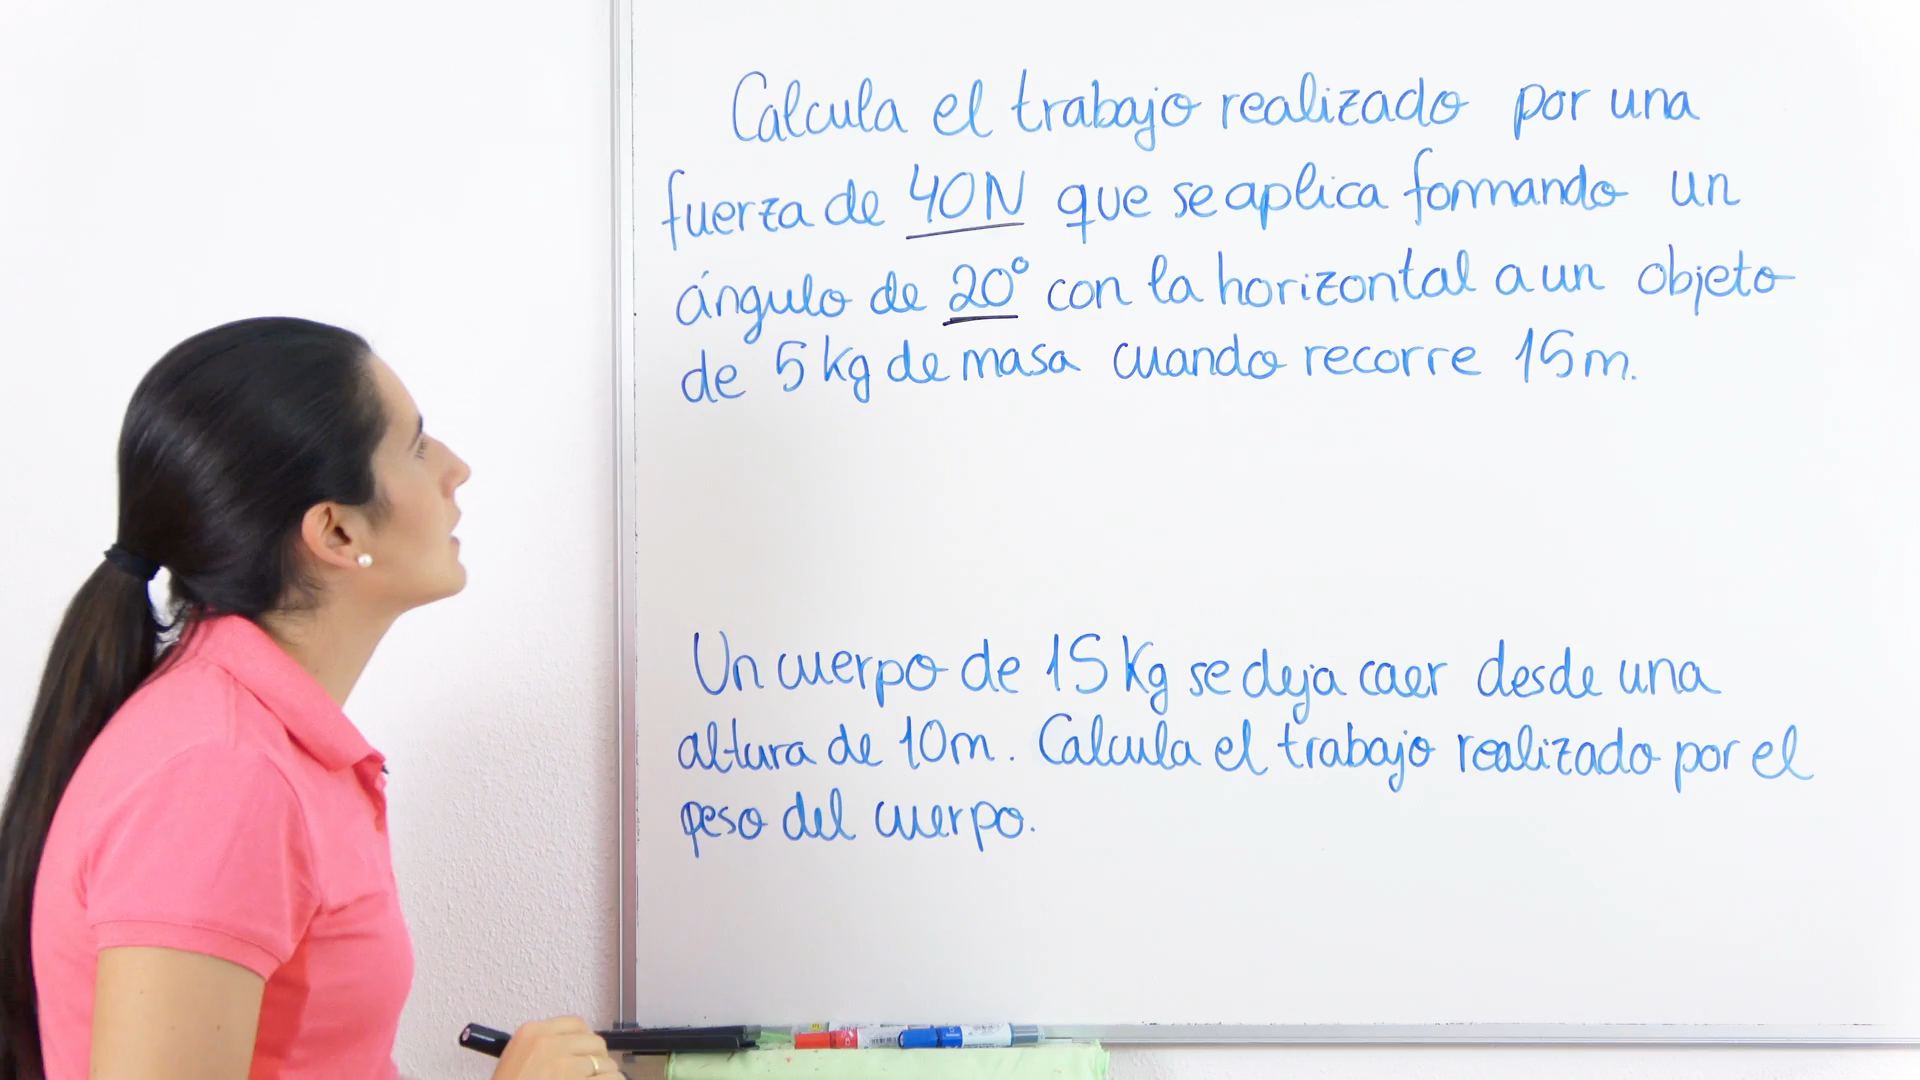 Calcula el trabajo realizado por una
fuerza de 40N que se aplica formando un
ángulo de 20° con la horizontal a un objeto
de 5 kg de masa cuando recorre 15m.
Un cuerpo de 15 Kg se deja caer desde una
altura de 10m. Calcula el trabajo realizado por el
peso del cuerpo.